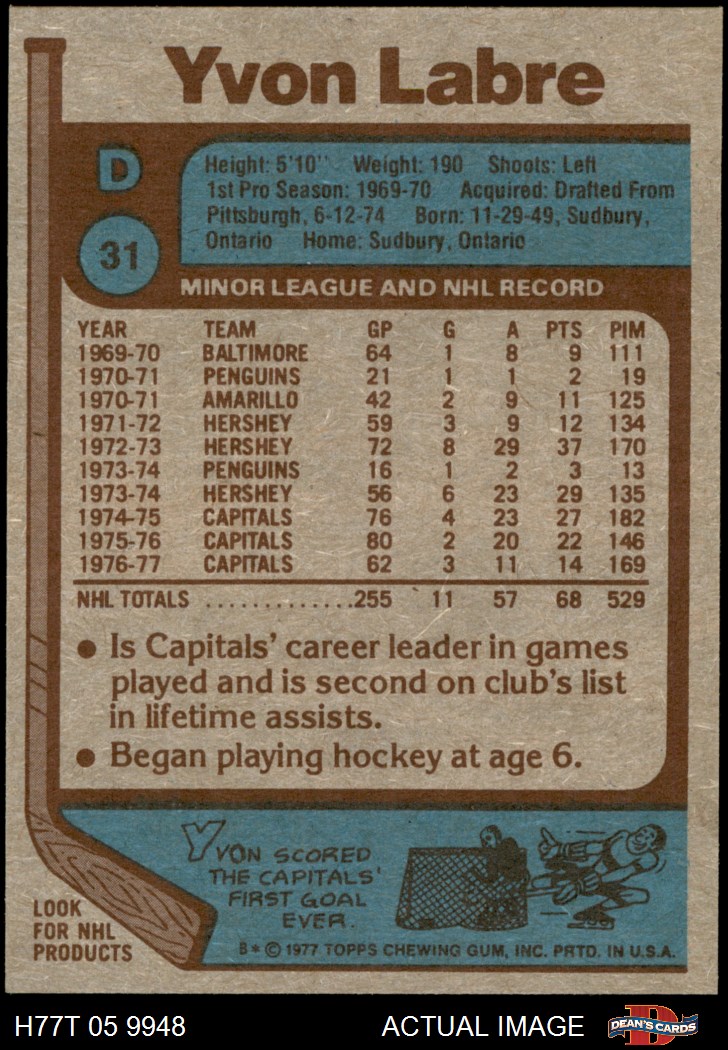 Yvon Labre
D
31
Height: 5'10" Weight: 190 Shoots: Left
1st Pro Season: 1969-70 Acquired: Drafted From
Pittsburgh, 6-12-74 Born: 11-29-49, Sudbury,
Ontario Home: Sudbury, Ontario
MINOR LEAGUE AND NHL RECORD
YEAR TEAM GP G A PTS PIM
1969-70 BALTIMORE 64 1 8 9 111
1970-71 PENGUINS 21 1 1 2 19
1970-71 AMARILLO 42 2 9 11 125
1971-72 HERSHEY 59 3 9 12 134
1972-73 HERSHEY 72 8 29 37 170
1973-74 PENGUINS 16 1 2 3 13
1973-74 HERSHEY 56 6 23 29 135
1974-75 CAPITALS 76 4 23 27 182
1975-76 CAPITALS 80 2 20 22 146
1976-77 CAPITALS 62 3 11 14 169
NHL TOTALS .............255 11 57 68 529
● Is Capitals' career leader in games
played and is second on club's list
in lifetime assists.
● Began playing hockey at age 6.
YVON SCORED
THE CAPITALS'
FIRST GOAL
EVER.
LOOK
FOR NHL
PRODUCTS
B* © 1977 TOPPS CHEWING GUM, INC. PRTD. IN U.S.A.
H77T 05 9948 ACTUAL IMAGE
D
DEAN'S CARDS